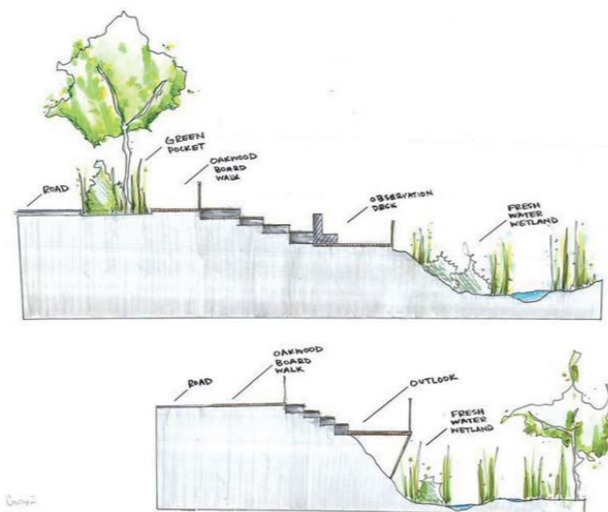 GREEN
POCKET
OAKWOOD
BOARD
WALK
ROAD
OBSERVATION
DECK
FRESH
WATER
WETLAND
OAKWOOD
BOARD
WALK
ROAD
OUTLOOK
FRESH
WATER
WETLAND